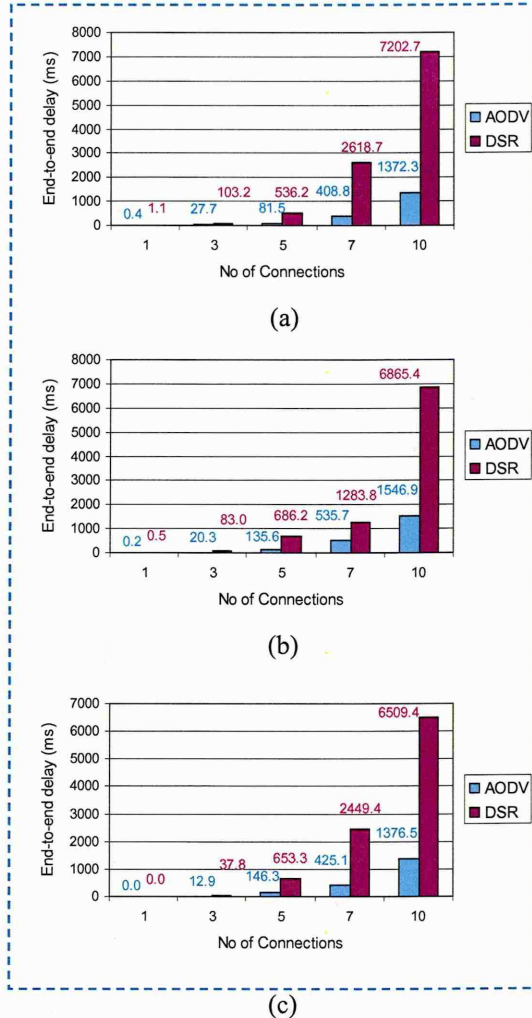 8000
7000
6000
5000
4000
3000
2000
1000
0
End-to-end delay (ms)
0.4 1.1 27.7 103.2 81.5 536.2 408.8 2618.7 1372.3 7202.7
1 3 5 7 10
No of Connections
AODV
DSR
(a)
8000
7000
6000
5000
4000
3000
2000
1000
0
End-to-end delay (ms)
0.2 0.5 20.3 83.0 135.6 686.2 535.7 1283.8 1546.9 6865.4
1 3 5 7 10
No of Connections
AODV
DSR
(b)
7000
6000
5000
4000
3000
2000
1000
0
End-to-end delay (ms)
0.0 0.0 12.9 37.8 146.3 653.3 425.1 2449.4 1376.5 6509.4
1 3 5 7 10
No of Connections
AODV
DSR
(c)